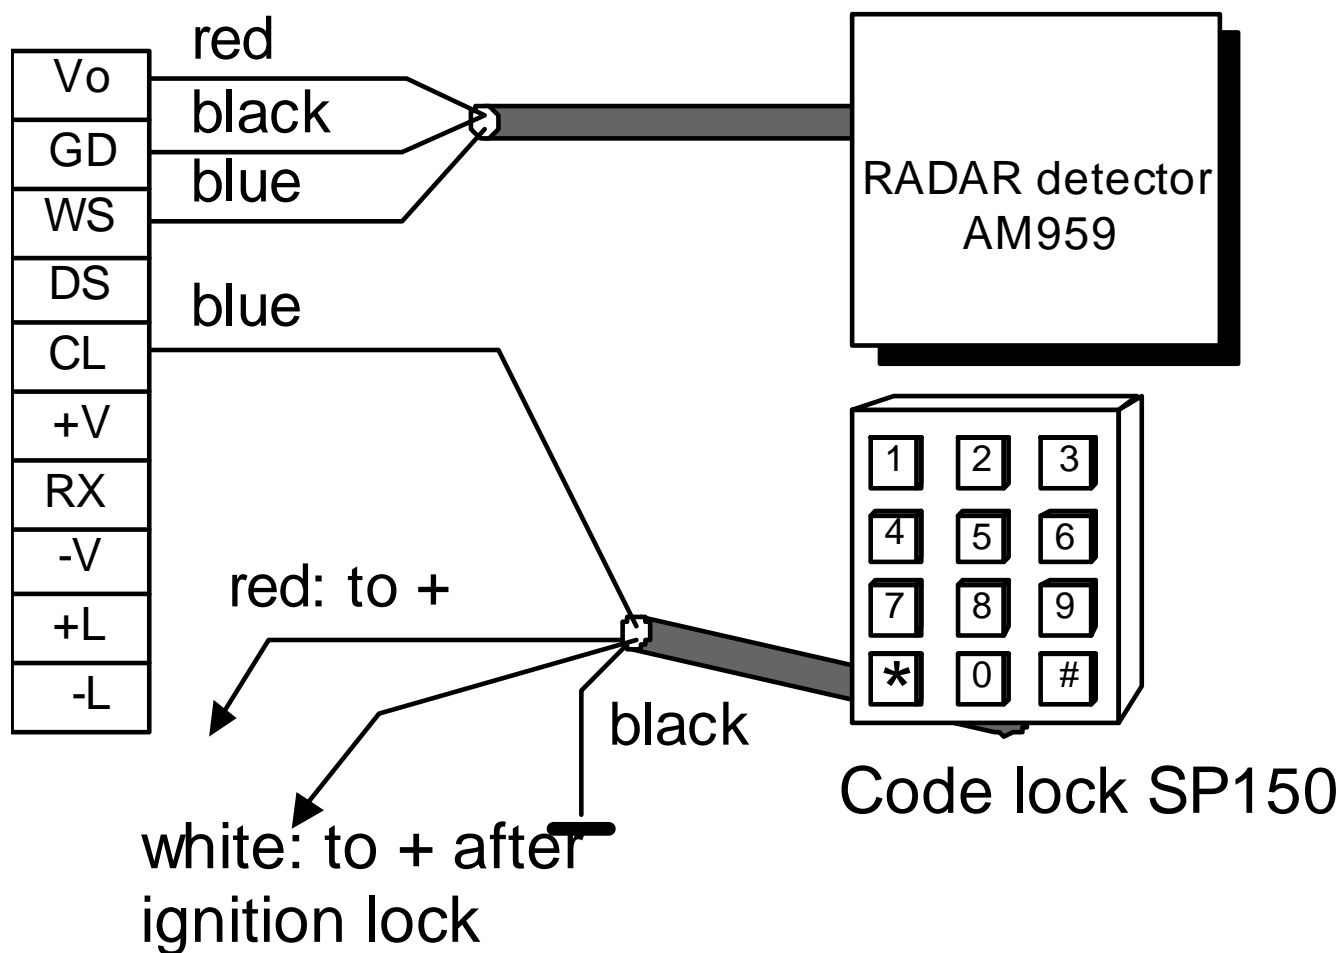 red
Vo
black
GD
blue
WS
DS
blue
CL
+V
RX
-V
+L
-L
RADAR detector
AM959
1 2 3
4 5 6
7 8 9
* 0 #
red: to +
black
Code lock SP150
white: to + after
ignition lock